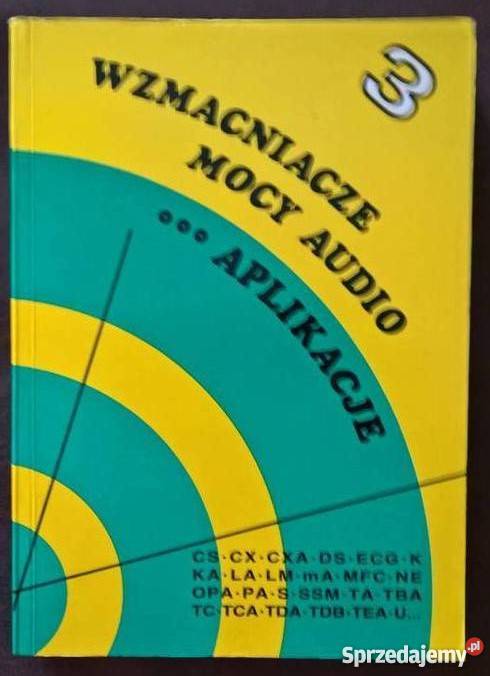 3
WZMACNIACZE
MOCY AUDIO
... APLIKACJE
CS·CX·CXA·DS·ECG·K
KA·LA·LM·mA·MFC·NE
OPA·PA·S·SSM·TA·TBA
TC·TCA·TDA·TDB·TEA·U...
Sprzedajemy.pl